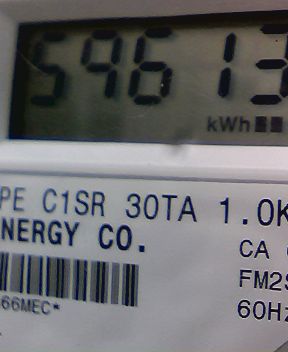 59613
kWh
PE C1SR 30TA 1.0K
NERGY CO.
CA
FM2S
66MEC*
60Hz